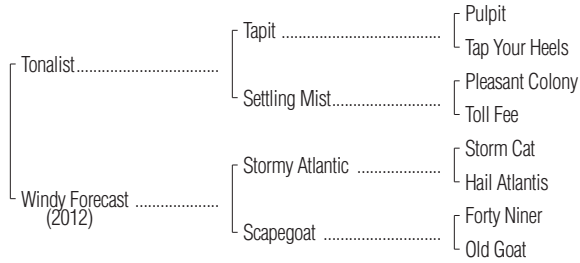 Pulpit
Tapit
Tap Your Heels
Tonalist
Pleasant Colony
Settling Mist
Toll Fee
Storm Cat
Stormy Atlantic
Hail Atlantis
Windy Forecast
(2012)
Forty Niner
Scapegoat
Old Goat